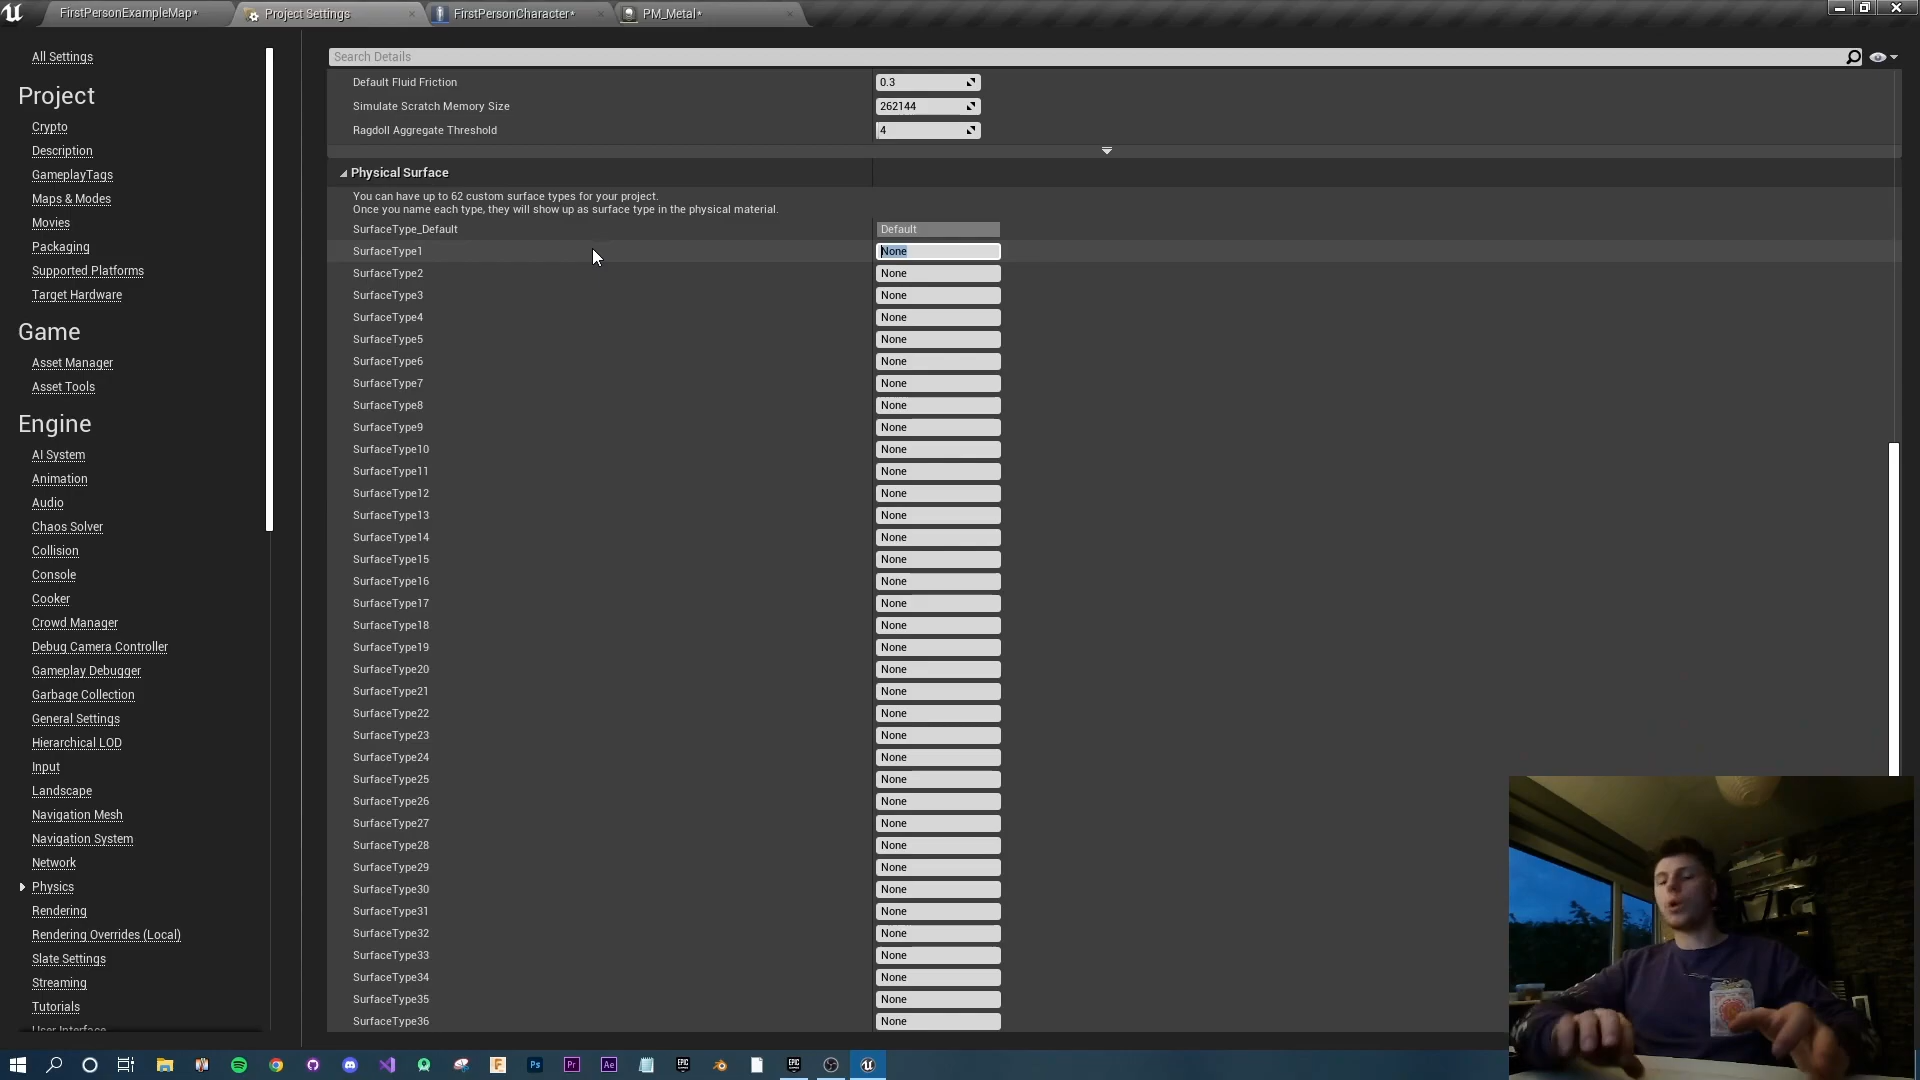 FirstPersonExampleMap*
Project Settings
FirstPersonCharacter*
PM_Metal*
All Settings
Project
Crypto
Description
GameplayTags
Maps & Modes
Movies
Packaging
Supported Platforms
Target Hardware
Game
Asset Manager
Asset Tools
Engine
AI System
Animation
Audio
Chaos Solver
Collision
Console
Cooker
Crowd Manager
Debug Camera Controller
Gameplay Debugger
Garbage Collection
General Settings
Hierarchical LOD
Input
Landscape
Navigation Mesh
Navigation System
Network
Physics
Rendering
Rendering Overrides (Local)
Slate Settings
Streaming
Tutorials
User Interface
Search Details
Default Fluid Friction 0.3
Simulate Scratch Memory Size 262144
Ragdoll Aggregate Threshold 4
Physical Surface
You can have up to 62 custom surface types for your project.
Once you name each type, they will show up as surface type in the physical material.
SurfaceType_Default Default
SurfaceType1 None
SurfaceType2 None
SurfaceType3 None
SurfaceType4 None
SurfaceType5 None
SurfaceType6 None
SurfaceType7 None
SurfaceType8 None
SurfaceType9 None
SurfaceType10 None
SurfaceType11 None
SurfaceType12 None
SurfaceType13 None
SurfaceType14 None
SurfaceType15 None
SurfaceType16 None
SurfaceType17 None
SurfaceType18 None
SurfaceType19 None
SurfaceType20 None
SurfaceType21 None
SurfaceType22 None
SurfaceType23 None
SurfaceType24 None
SurfaceType25 None
SurfaceType26 None
SurfaceType27 None
SurfaceType28 None
SurfaceType29 None
SurfaceType30 None
SurfaceType31 None
SurfaceType32 None
SurfaceType33 None
SurfaceType34 None
SurfaceType35 None
SurfaceType36 None
Ps
Pr
Ae
EPIC
EPIC